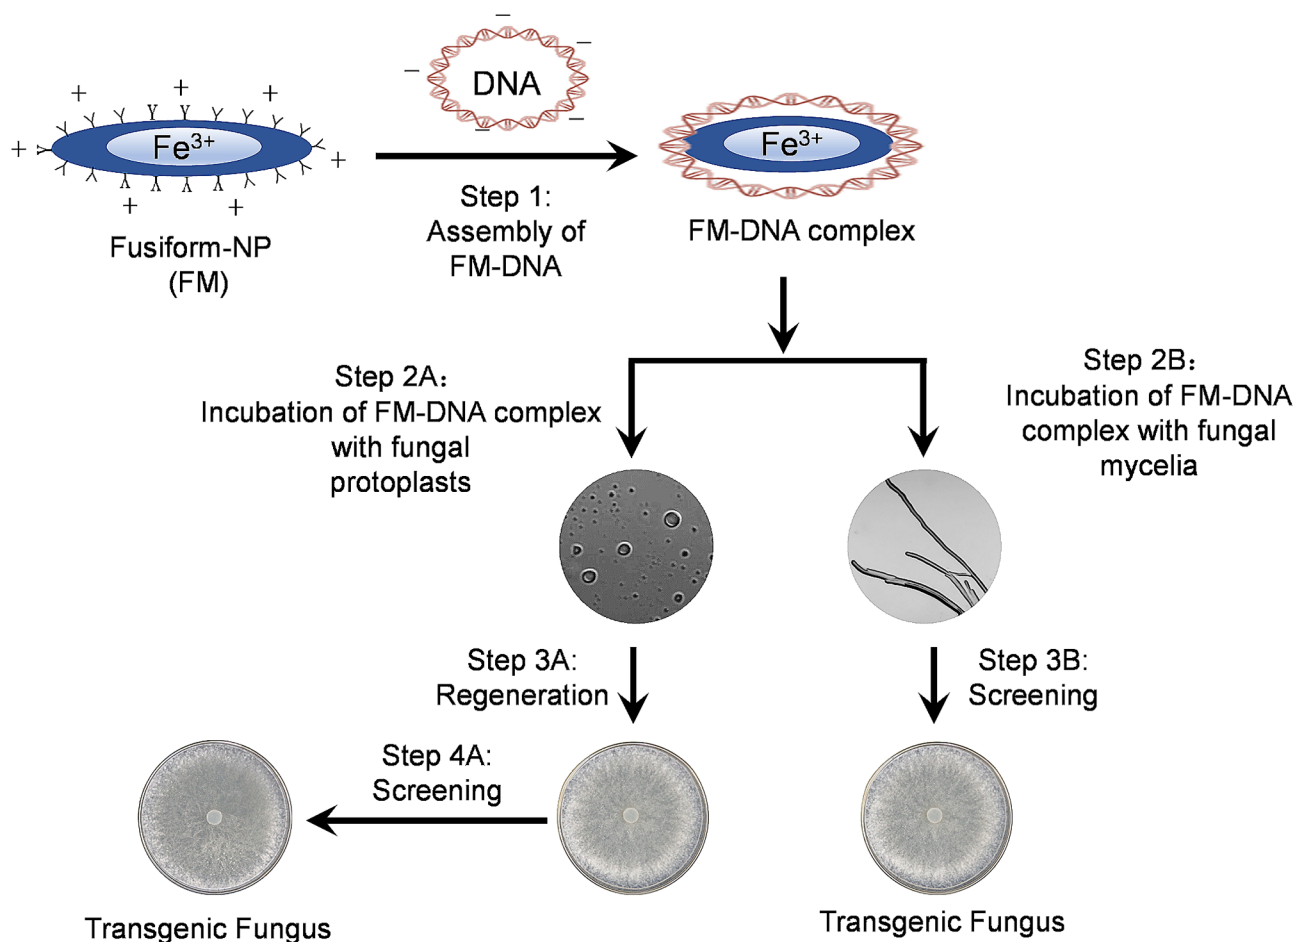 DNA
Fe³⁺
Fe³⁺
Fusiform-NP
(FM)
Step 1:
Assembly of
FM-DNA
FM-DNA complex
Step 2A:
Incubation of FM-DNA complex
with fungal
protoplasts
Step 2B:
Incubation of FM-DNA
complex with fungal
mycelia
Step 3A:
Regeneration
Step 3B:
Screening
Step 4A:
Screening
Transgenic Fungus
Transgenic Fungus